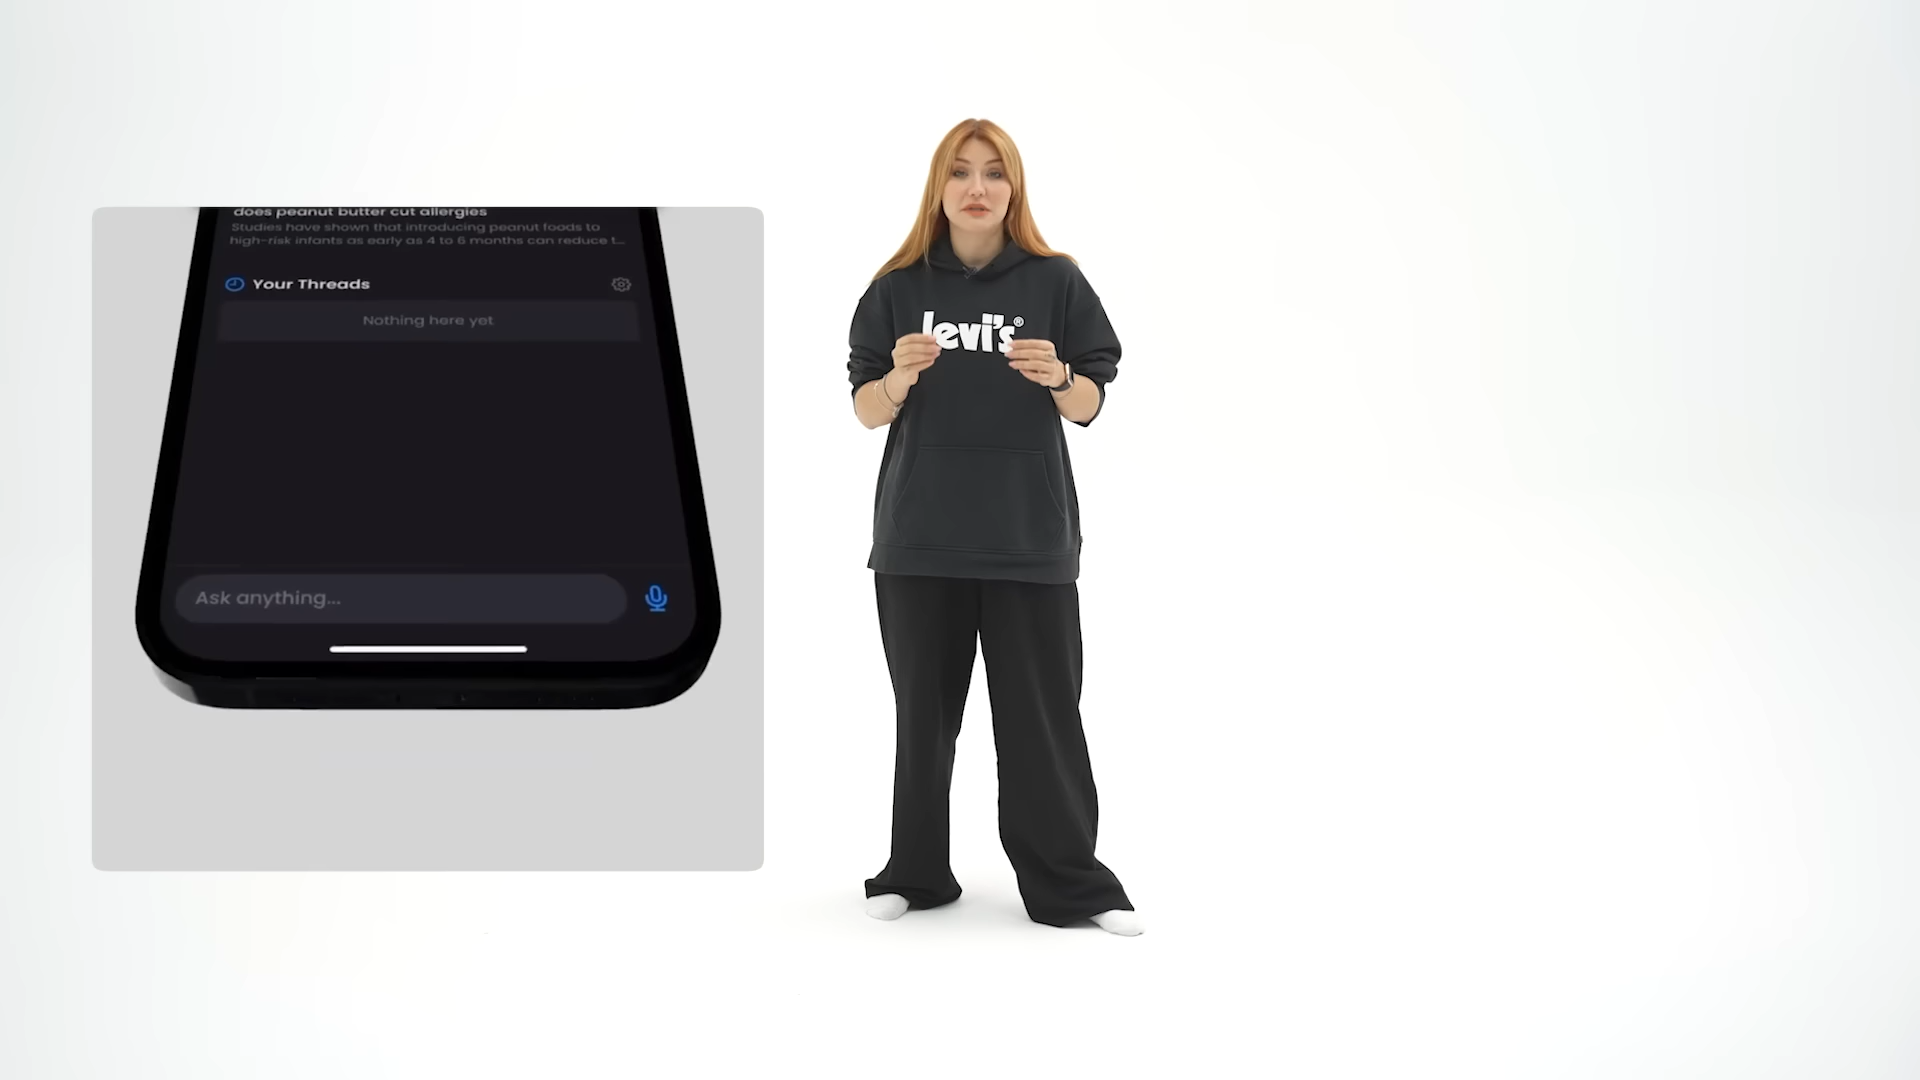 does peanut butter cut allergies
Studies have shown that introducing peanut foods to
high-risk infants as early as 4 to 6 months can reduce t...
Your Threads
Nothing here yet
Ask anything...
levi's®